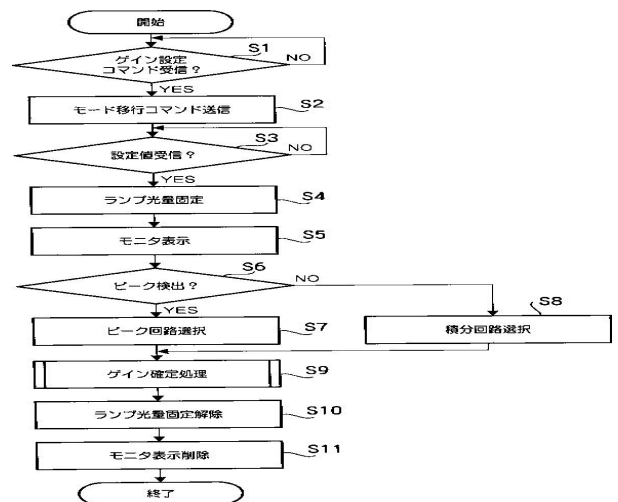 開始
S1
ゲイン設定
コマンド受信？
NO
YES
モード移行コマンド送信
S2
S3
設定値受信？
NO
YES
ランプ光量固定
S4
モニタ表示
S5
S6
ピーク検出？
NO
YES
S8
ピーク回路選択
S7
積分回路選択
ゲイン確定処理
S9
ランプ光量固定解除
S10
モニタ表示削除
S11
終了